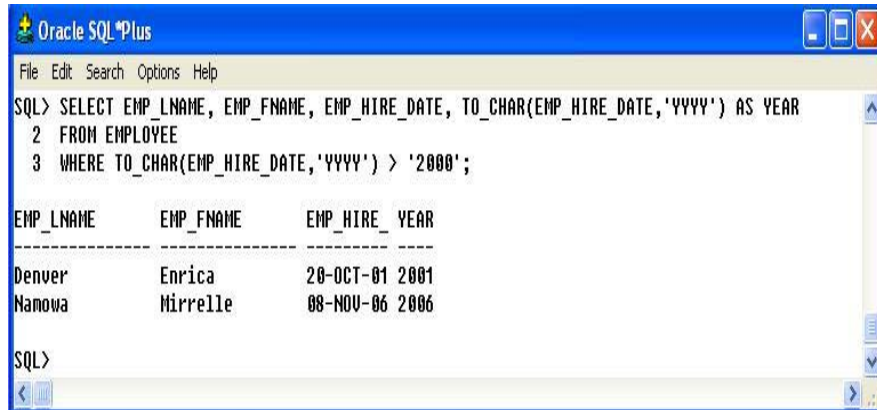 Oracle SQL*Plus
File Edit Search Options Help
SQL> SELECT EMP_LNAME, EMP_FNAME, EMP_HIRE_DATE, TO_CHAR(EMP_HIRE_DATE,'YYYY') AS YEAR
2 FROM EMPLOYEE
3 WHERE TO_CHAR(EMP_HIRE_DATE,'YYYY') > '2000';
EMP_LNAME EMP_FNAME EMP_HIRE_ YEAR
--------------- --------------- --------- ----
Denver Enrica 20-OCT-01 2001
Namowa Mirrelle 08-NOV-06 2006
SQL>